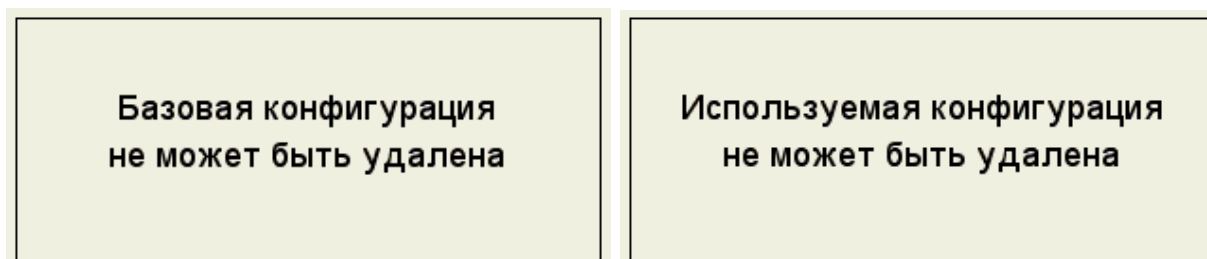 Базовая конфигурация
не может быть удалена
Используемая конфигурация
не может быть удалена